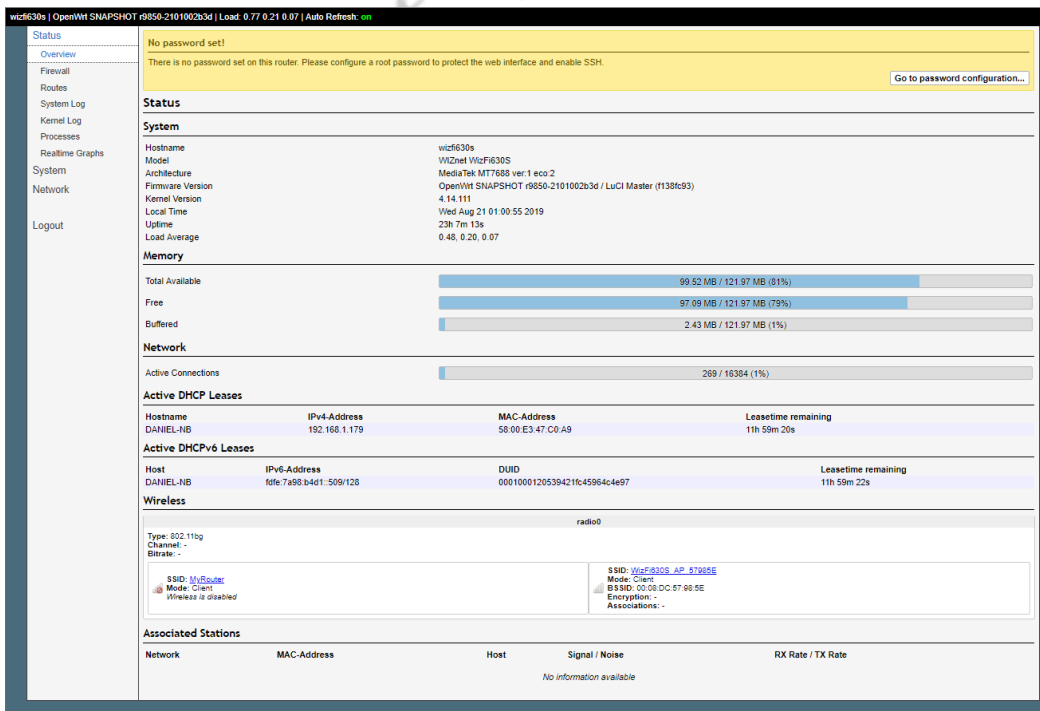 wizfi630s | OpenWrt SNAPSHOT r9850-2101002b3d | Load: 0.77 0.21 0.07 | Auto Refresh: on
Status
Overview
Firewall
Routes
System Log
Kernel Log
Processes
Realtime Graphs
System
Network
Logout
No password set!
There is no password set on this router. Please configure a root password to protect the web interface and enable SSH.
Go to password configuration...
Status
System
Hostname wizfi630s
Model WIZnet WizFi630S
Architecture MediaTek MT7688 ver:1 eco:2
Firmware Version OpenWrt SNAPSHOT r9850-2101002b3d / LuCI Master (f138fc93)
Kernel Version 4.14.111
Local Time Wed Aug 21 01:00:55 2019
Uptime 23h 7m 13s
Load Average 0.48, 0.20, 0.07
Memory
Total Available 99.52 MB / 121.97 MB (81%)
Free 97.09 MB / 121.97 MB (79%)
Buffered 2.43 MB / 121.97 MB (1%)
Network
Active Connections 269 / 16384 (1%)
Active DHCP Leases
Hostname IPv4-Address MAC-Address Leasetime remaining
DANIEL-NB 192.168.1.179 58:00:E3:47:C0:A9 11h 59m 20s
Active DHCPv6 Leases
Host IPv6-Address DUID Leasetime remaining
DANIEL-NB fdfe:7a98:b4d1::509/128 0001000120539421fc45964c4e97 11h 59m 22s
Wireless
radio0
Type: 802.11bg
Channel: -
Bitrate: -
SSID: MyRouter
Mode: Client
Wireless is disabled
SSID: WizFi630S_AP_57985E
Mode: Client
BSSID: 00:08:DC:57:98:5E
Encryption: -
Associations: -
Associated Stations
Network MAC-Address Host Signal / Noise RX Rate / TX Rate
No information available